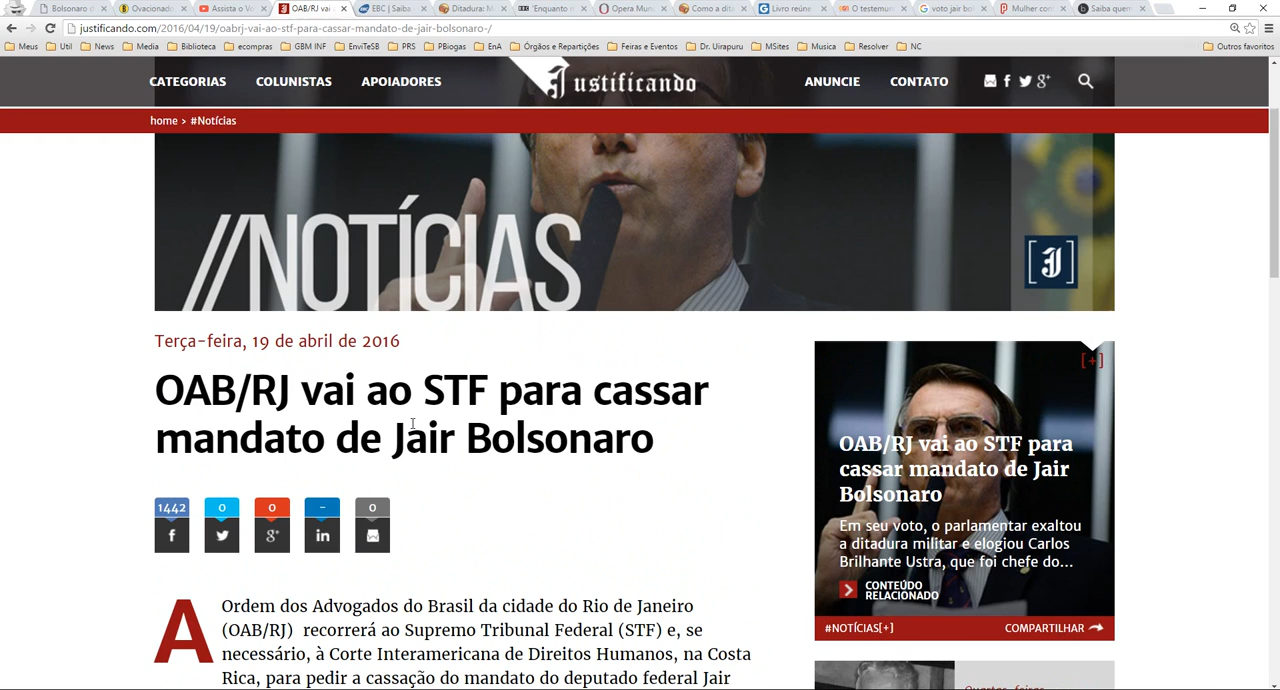 Bolsonaro d
Ovacionado
Assista o Vo
OAB/RJ vai a
EBC | Saiba
Ditadura: M
'Enquanto m
Opera Mun
Como a dita
Livro reúne
O testemun
voto jair bo
Mulher con
Saiba quem
justificando.com/2016/04/19/oabrj-vai-ao-stf-para-cassar-mandato-de-jair-bolsonaro-/
Meus Util News Media Biblioteca ecompras GBM INF EnviTeSB PRS PBiogas EnA Órgãos e Repartições Feiras e Eventos Dr. Uirapuru MSites Musica Resolver NC Outros favoritos
CATEGORIAS COLUNISTAS APOIADORES Justificando ANUNCIE CONTATO
home > #Notícias
//NOTÍCIAS
Terça-feira, 19 de abril de 2016
OAB/RJ vai ao STF para cassar
mandato de Jair Bolsonaro
1442 0 0 - 0
A Ordem dos Advogados do Brasil da cidade do Rio de Janeiro
(OAB/RJ) recorrerá ao Supremo Tribunal Federal (STF) e, se
necessário, à Corte Interamericana de Direitos Humanos, na Costa
Rica, para pedir a cassação do mandato do deputado federal Jair
[+]
OAB/RJ vai ao STF para
cassar mandato de Jair
Bolsonaro
Em seu voto, o parlamentar exaltou
a ditadura militar e elogiou Carlos
Brilhante Ustra, que foi chefe do...
CONTEÚDO
RELACIONADO
#NOTÍCIAS[+] COMPARTILHAR